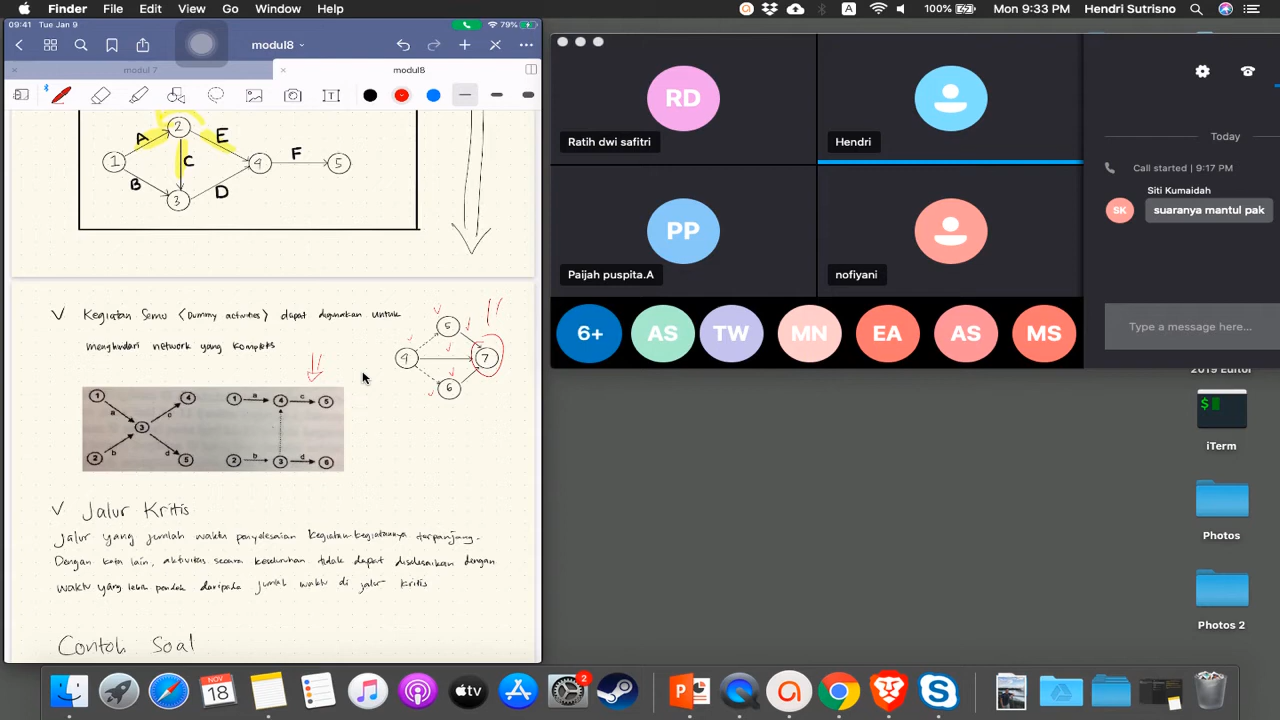 Finder File Edit View Go Window Help
100% Mon 9:33 PM Hendri Sutrisno
09:41 Tue Jan 9
79%
modul8
modul 7
modul8
T
A 2 E
1 C 4 F 5
B D
3
V Kegiatan Semu (Dummy activities) dapat digunakan untuk
menghindari network yang kompleks
5
4 7
6
1 4 1 a 4 c 5
a c
3
b d
2 5 2 b 3 d 6
V Jalur Kritis
Jalur yang jumlah waktu penyelesaian kegiatan-kegiatannya terpanjang.
Dengan kata lain, aktivitas secara keseluruhan tidak dapat diselesaikan dengan
waktu yang lebih pendek daripada jumlah waktu di jalur kritis
Contoh Soal
RD
Ratih dwi safitri
Hendri
PP
Paijah puspita.A
nofiyani
6+ AS TW MN EA AS MS
Today
Call started | 9:17 PM
Siti Kumaidah
SK suaranya mantul pak
Type a message here...
2019 Editor
$
iTerm
Photos
Photos 2
NOV
18
tv
2